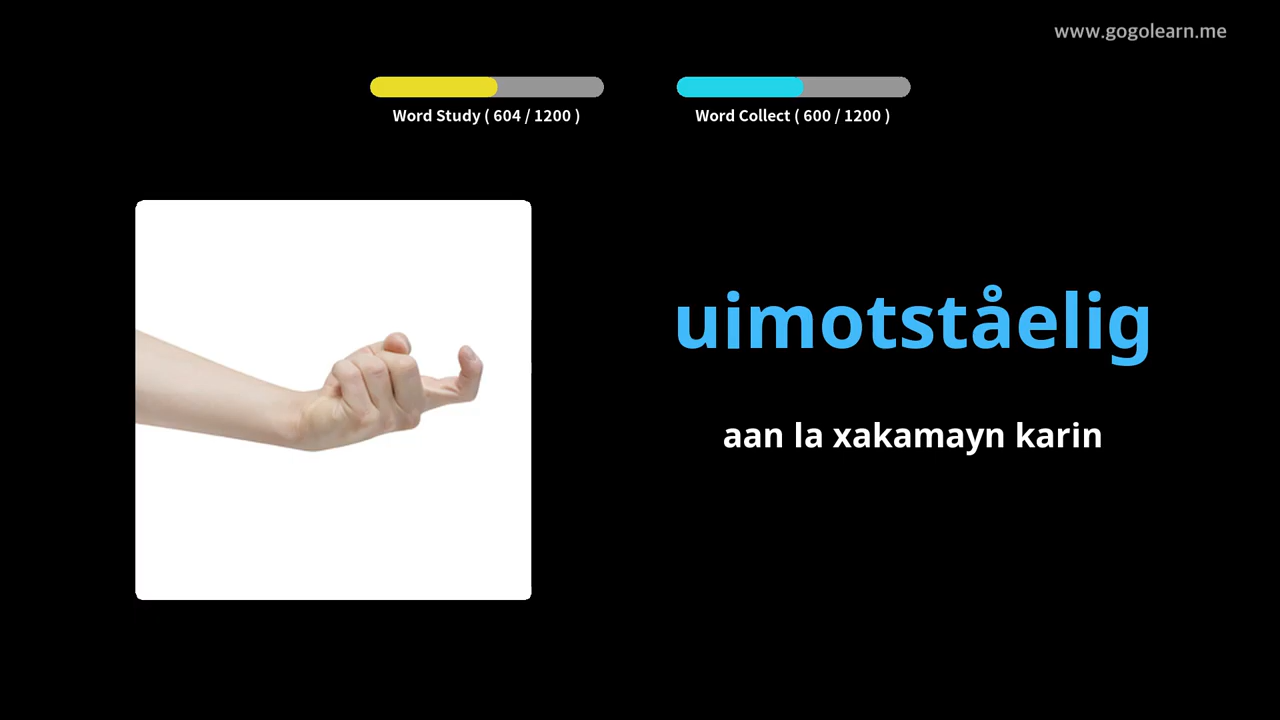 www.gogolearn.me
Word Study ( 604 / 1200 )
Word Collect ( 600 / 1200 )
uimotståelig
aan la xakamayn karin